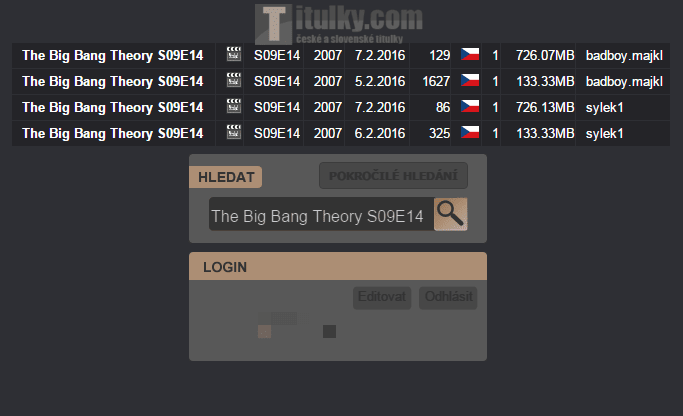 Titulky.com
české a slovenské titulky
The Big Bang Theory S09E14 S09E14 2007 7.2.2016 129 1 726.07MB badboy.majkl
The Big Bang Theory S09E14 S09E14 2007 5.2.2016 1627 1 133.33MB badboy.majkl
The Big Bang Theory S09E14 S09E14 2007 7.2.2016 86 1 726.13MB sylek1
The Big Bang Theory S09E14 S09E14 2007 6.2.2016 325 1 133.33MB sylek1
HLEDAT POKROČILÉ HLEDÁNÍ
The Big Bang Theory S09E14
LOGIN
Editovat Odhlásit